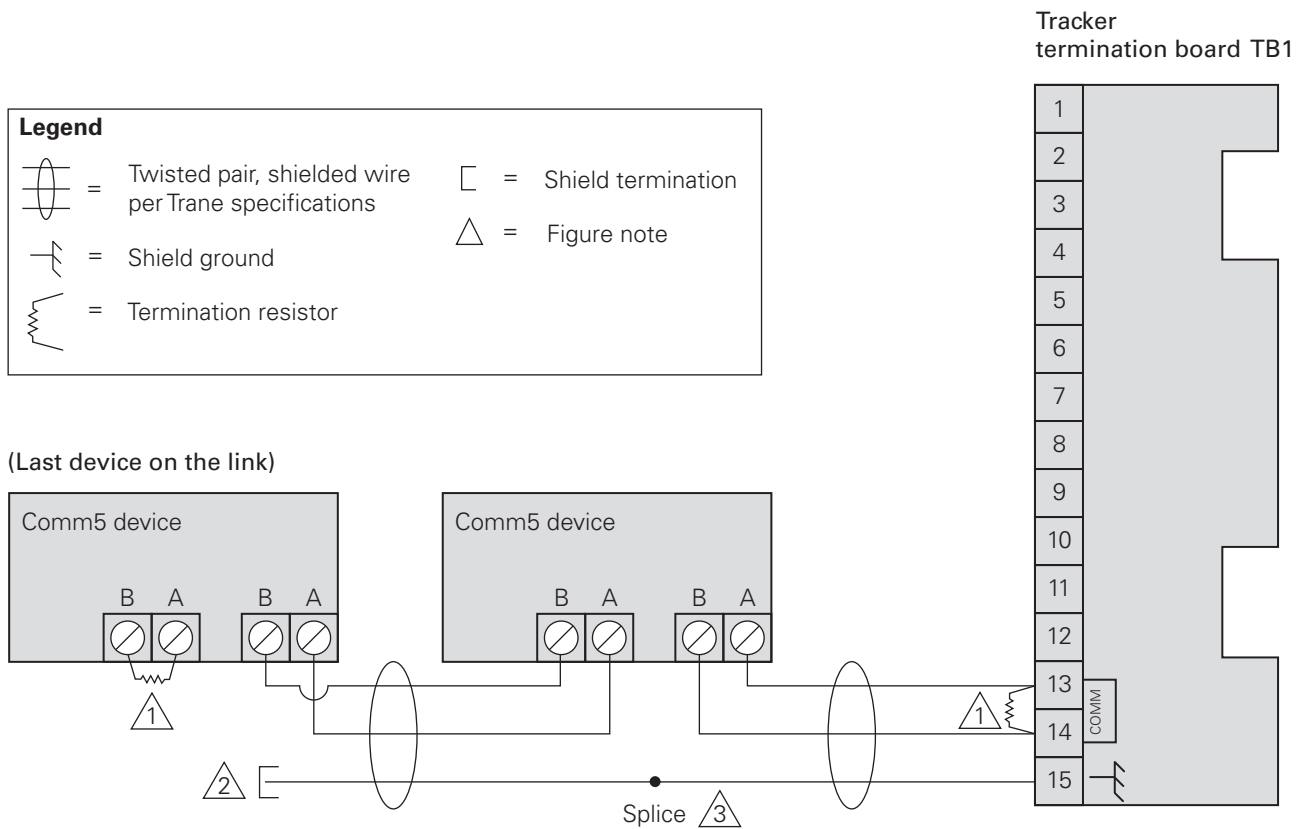 Tracker
termination board TB1
Legend
= Twisted pair, shielded wire
per Trane specifications
= Shield ground
= Termination resistor
= Shield termination
= Figure note
1
2
3
4
5
6
7
8
9
10
11
12
13
14
15
COMM
(Last device on the link)
Comm5 device
B A B A
Comm5 device
B A B A
1
1
2
Splice 3